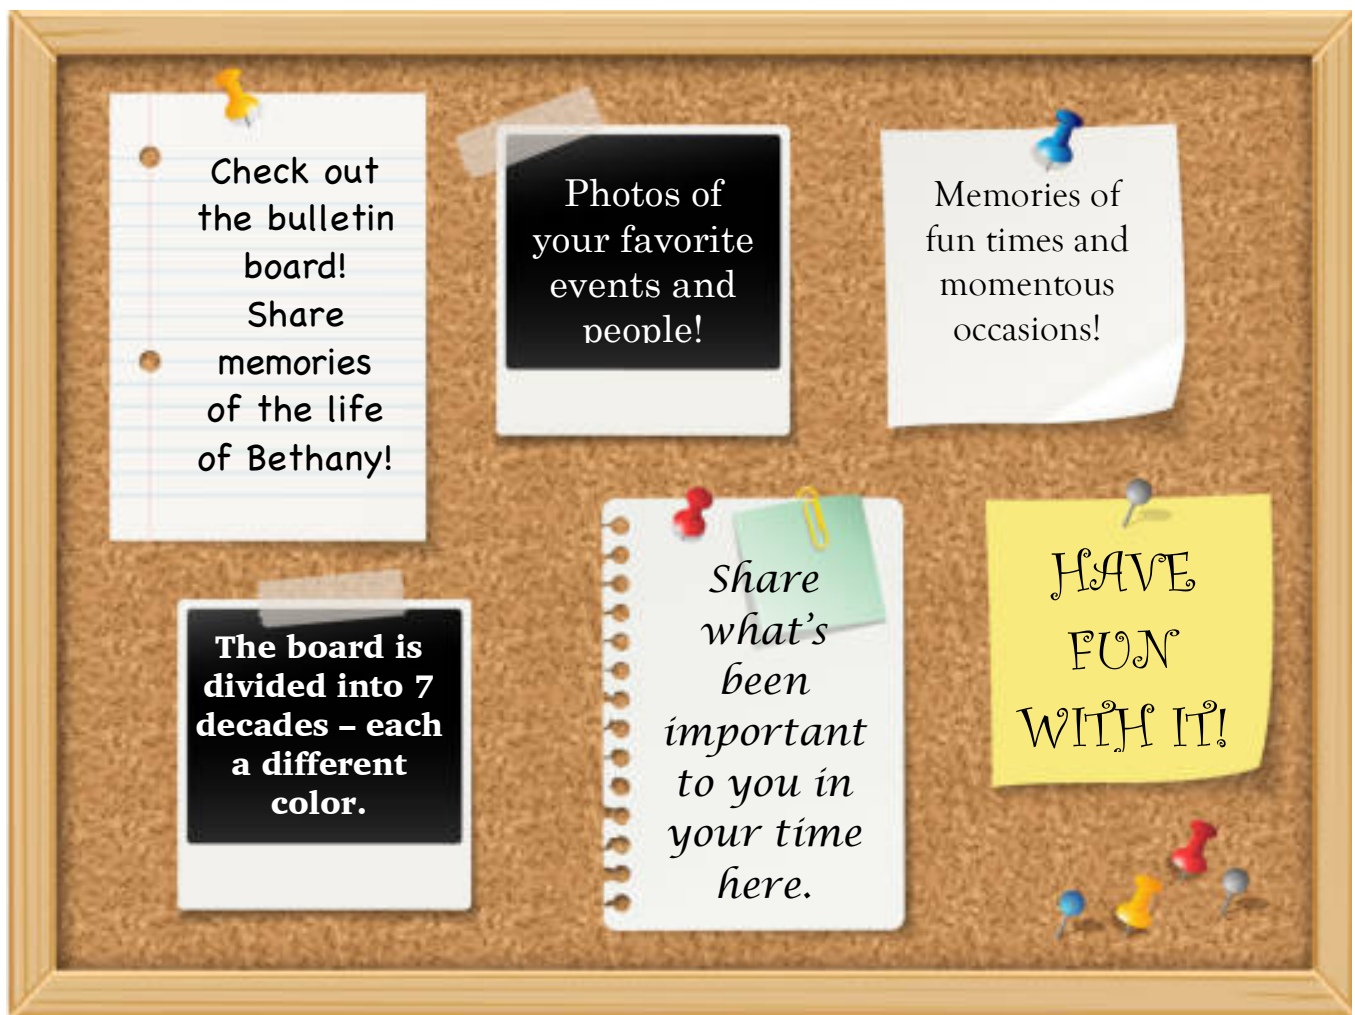 Check out
the bulletin
board!
Share
memories
of the life
of Bethany!
Photos of
your favorite
events and
people!
Memories of
fun times and
momentous
occasions!
The board is
divided into 7
decades – each
a different
color.
Share
what's
been
important
to you in
your time
here.
HAVE
FUN
WITH IT!